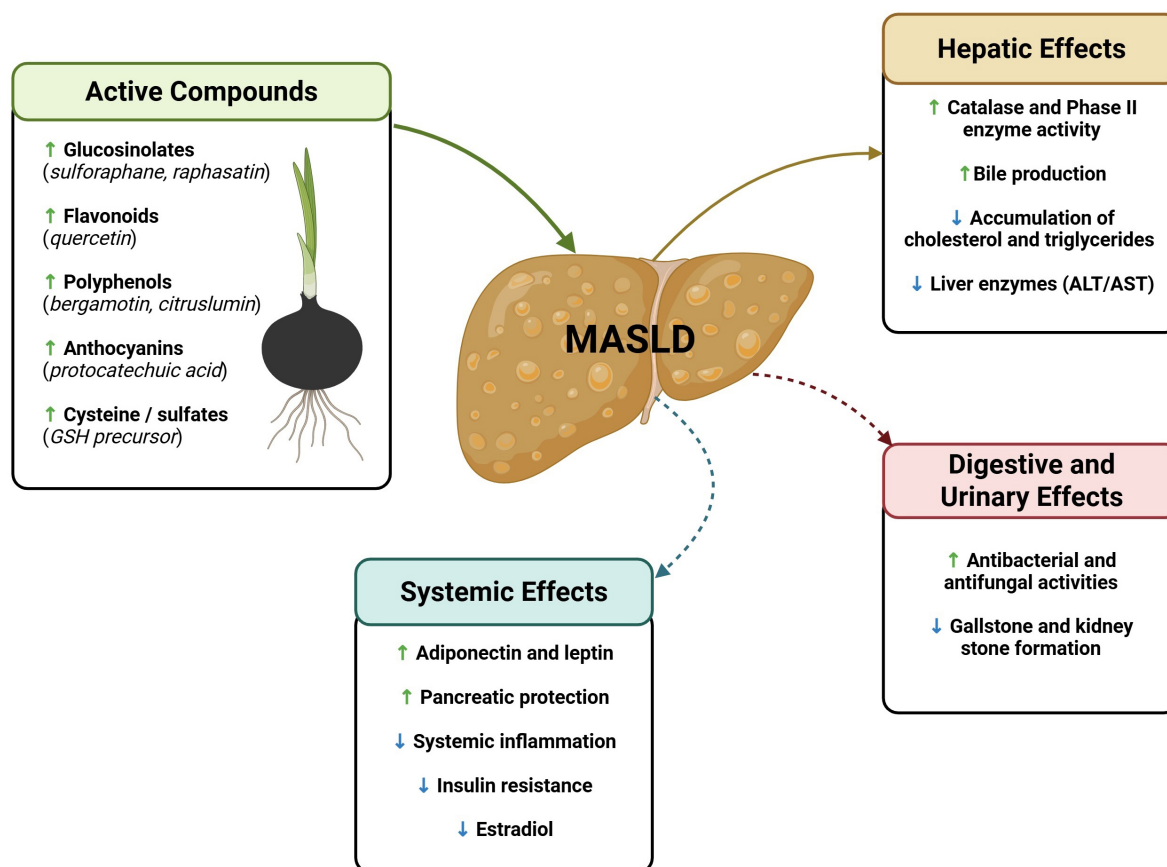 Active Compounds
↑ Glucosinolates
(sulforaphane, raphasatin)
↑ Flavonoids
(quercetin)
↑ Polyphenols
(bergamotin, citruslumin)
↑ Anthocyanins
(protocatechuic acid)
↑ Cysteine / sulfates
(GSH precursor)
MASLD
Hepatic Effects
↑ Catalase and Phase II
enzyme activity
↑Bile production
↓ Accumulation of
cholesterol and triglycerides
↓ Liver enzymes (ALT/AST)
Digestive and
Urinary Effects
↑ Antibacterial and
antifungal activities
↓ Gallstone and kidney
stone formation
Systemic Effects
↑ Adiponectin and leptin
↑ Pancreatic protection
↓ Systemic inflammation
↓ Insulin resistance
↓ Estradiol